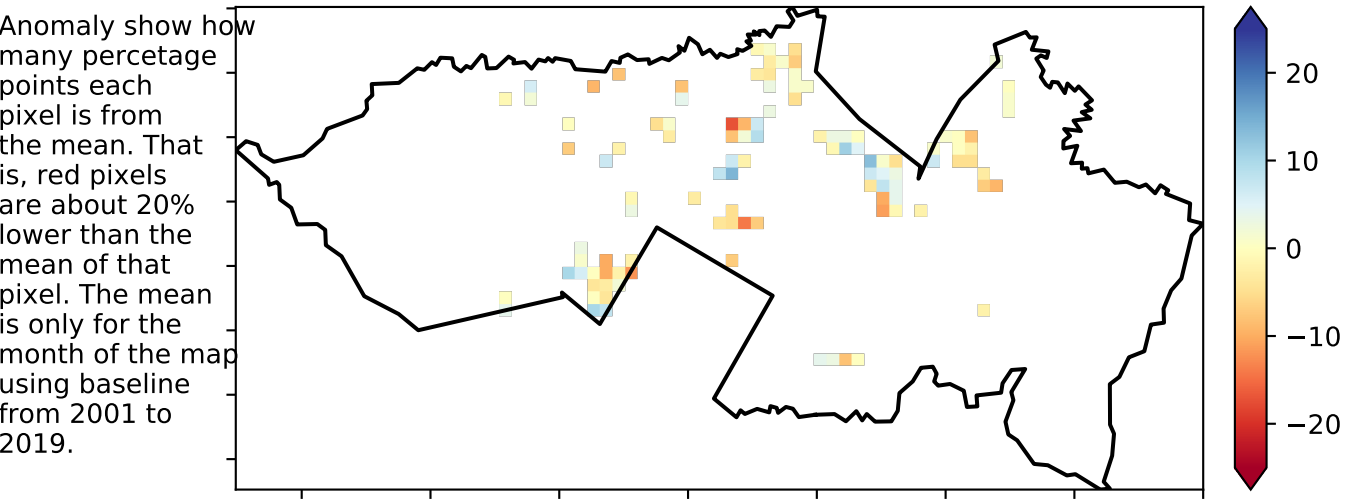 Anomaly show how
many percetage
points each
pixel is from
the mean. That
is, red pixels
are about 20%
lower than the
mean of that
pixel. The mean
is only for the
month of the map
using baseline
from 2001 to
2019.
20
10
0
−10
−20